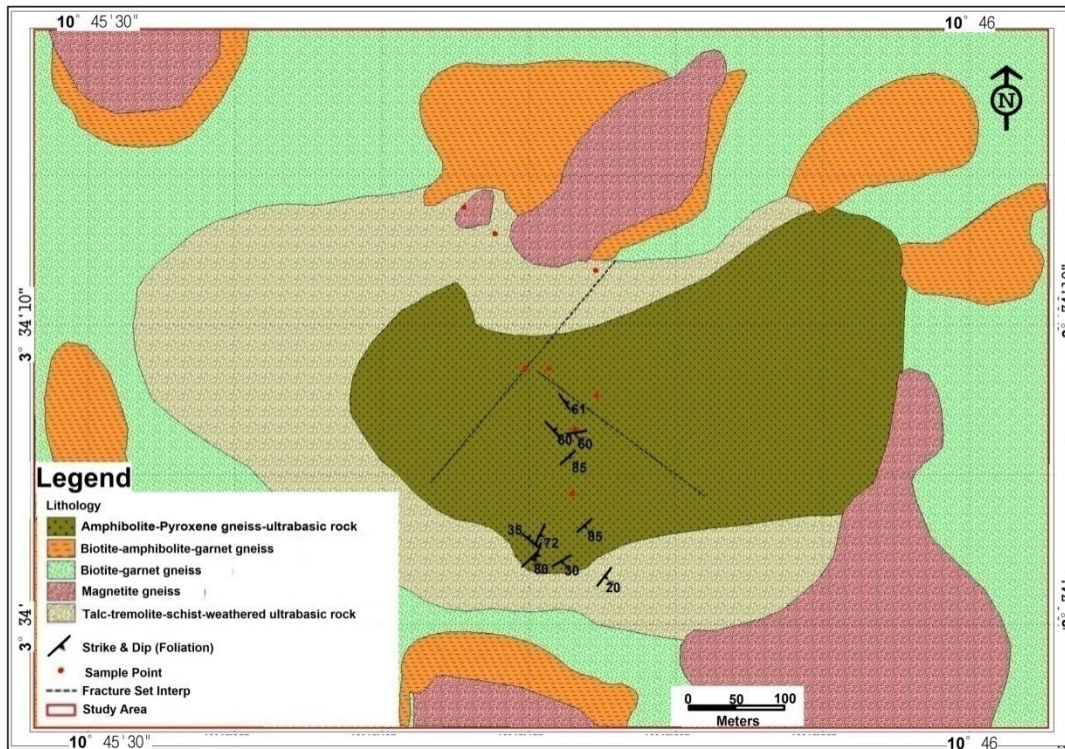 10° 45'30"
10° 46
N
3° 34'10"
61
60
60
85
35
72
85
80
30
20
Legend
Lithology
Amphibolite-Pyroxene gneiss-ultrabasic rock
Biotite-amphibolite-garnet gneiss
Biotite-garnet gneiss
Magnetite gneiss
Talc-tremolite-schist-weathered ultrabasic rock
Strike & Dip (Foliation)
Sample Point
Fracture Set Interp
Study Area
3° 34'
0 50 100
Meters
10° 45'30"
10° 46